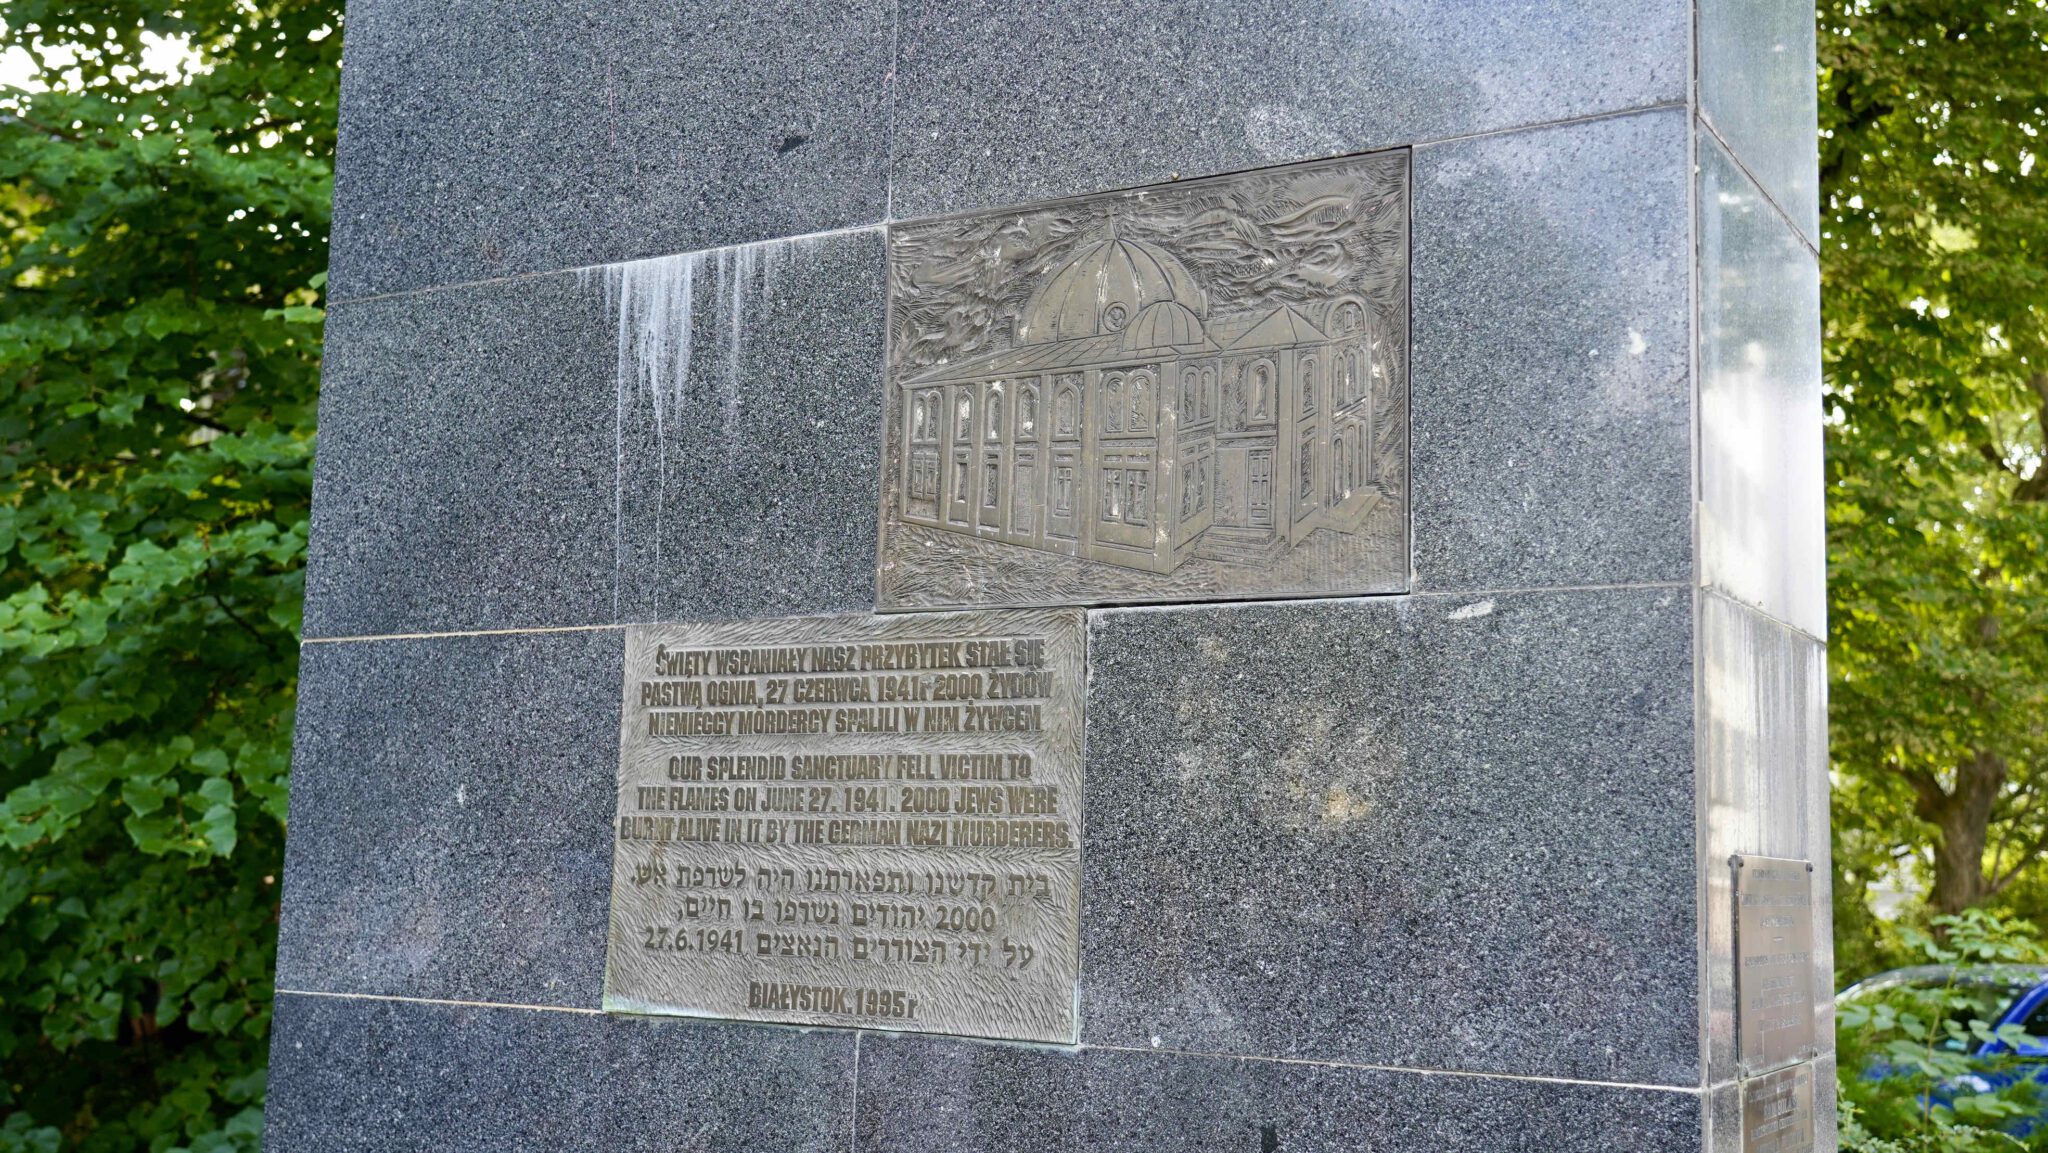 ŚWIĘTY WSPANIAŁY NASZ PRZYBYTEK STAŁ SIĘ
PASTWĄ OGNIA, 27 CZERWCA 1941r 2000 ŻYDÓW
NIEMIECCY MORDERCY SPALILI W NIM ŻYWCEM
OUR SPLENDID SANCTUARY FELL VICTIM TO
THE FLAMES ON JUNE 27. 1941. 2000 JEWS WERE
BURNT ALIVE IN IT BY THE GERMAN NAZI MURDERERS.
בית קדשנו ותפארתנו היה לשרפת אש.
2000 יהודים נשרפו בו חיים,
על ידי הצוררים הנאצים 27.6.1941
BIAŁYSTOK.1995r